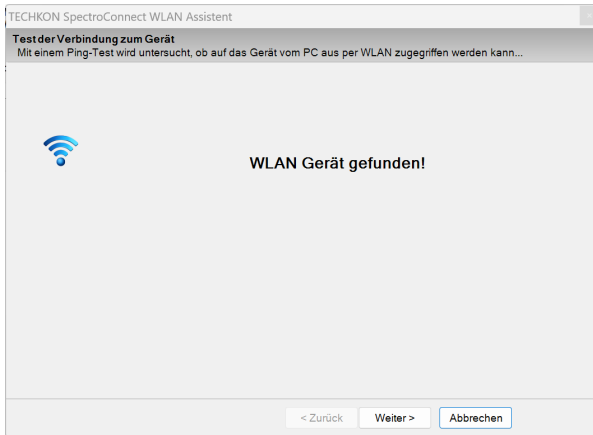 TECHKON SpectroConnect WLAN Assistent
Test der Verbindung zum Gerät
Mit einem Ping-Test wird untersucht, ob auf das Gerät vom PC aus per WLAN zugegriffen werden kann...
WLAN Gerät gefunden!
< Zurück Weiter > Abbrechen